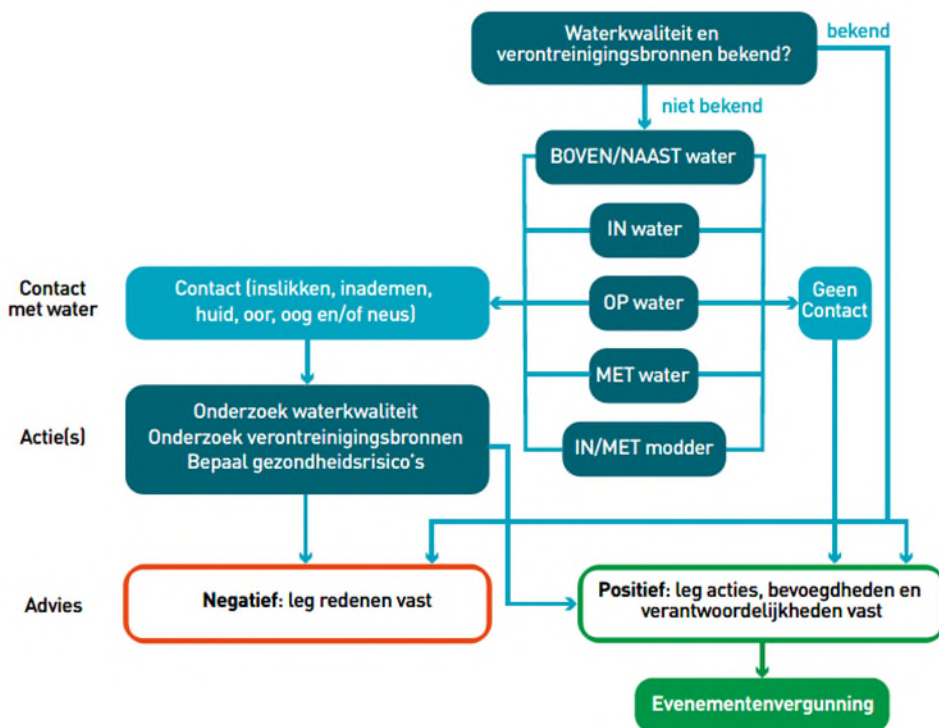 Waterkwaliteit en
verontreinigingsbronnen bekend?
bekend
niet bekend
BOVEN/NAAST water
IN water
Contact
met water
Contact (inslikken, inademen,
huid, oor, oog en/of neus)
OP water
Geen
Contact
MET water
Actie(s)
Onderzoek waterkwaliteit
Onderzoek verontreinigingsbronnen
Bepaal gezondheidsrisico's
IN/MET modder
Advies
Negatief: leg redenen vast
Positief: leg acties, bevoegdheden en
verantwoordelijkheden vast
Evenementenvergunning